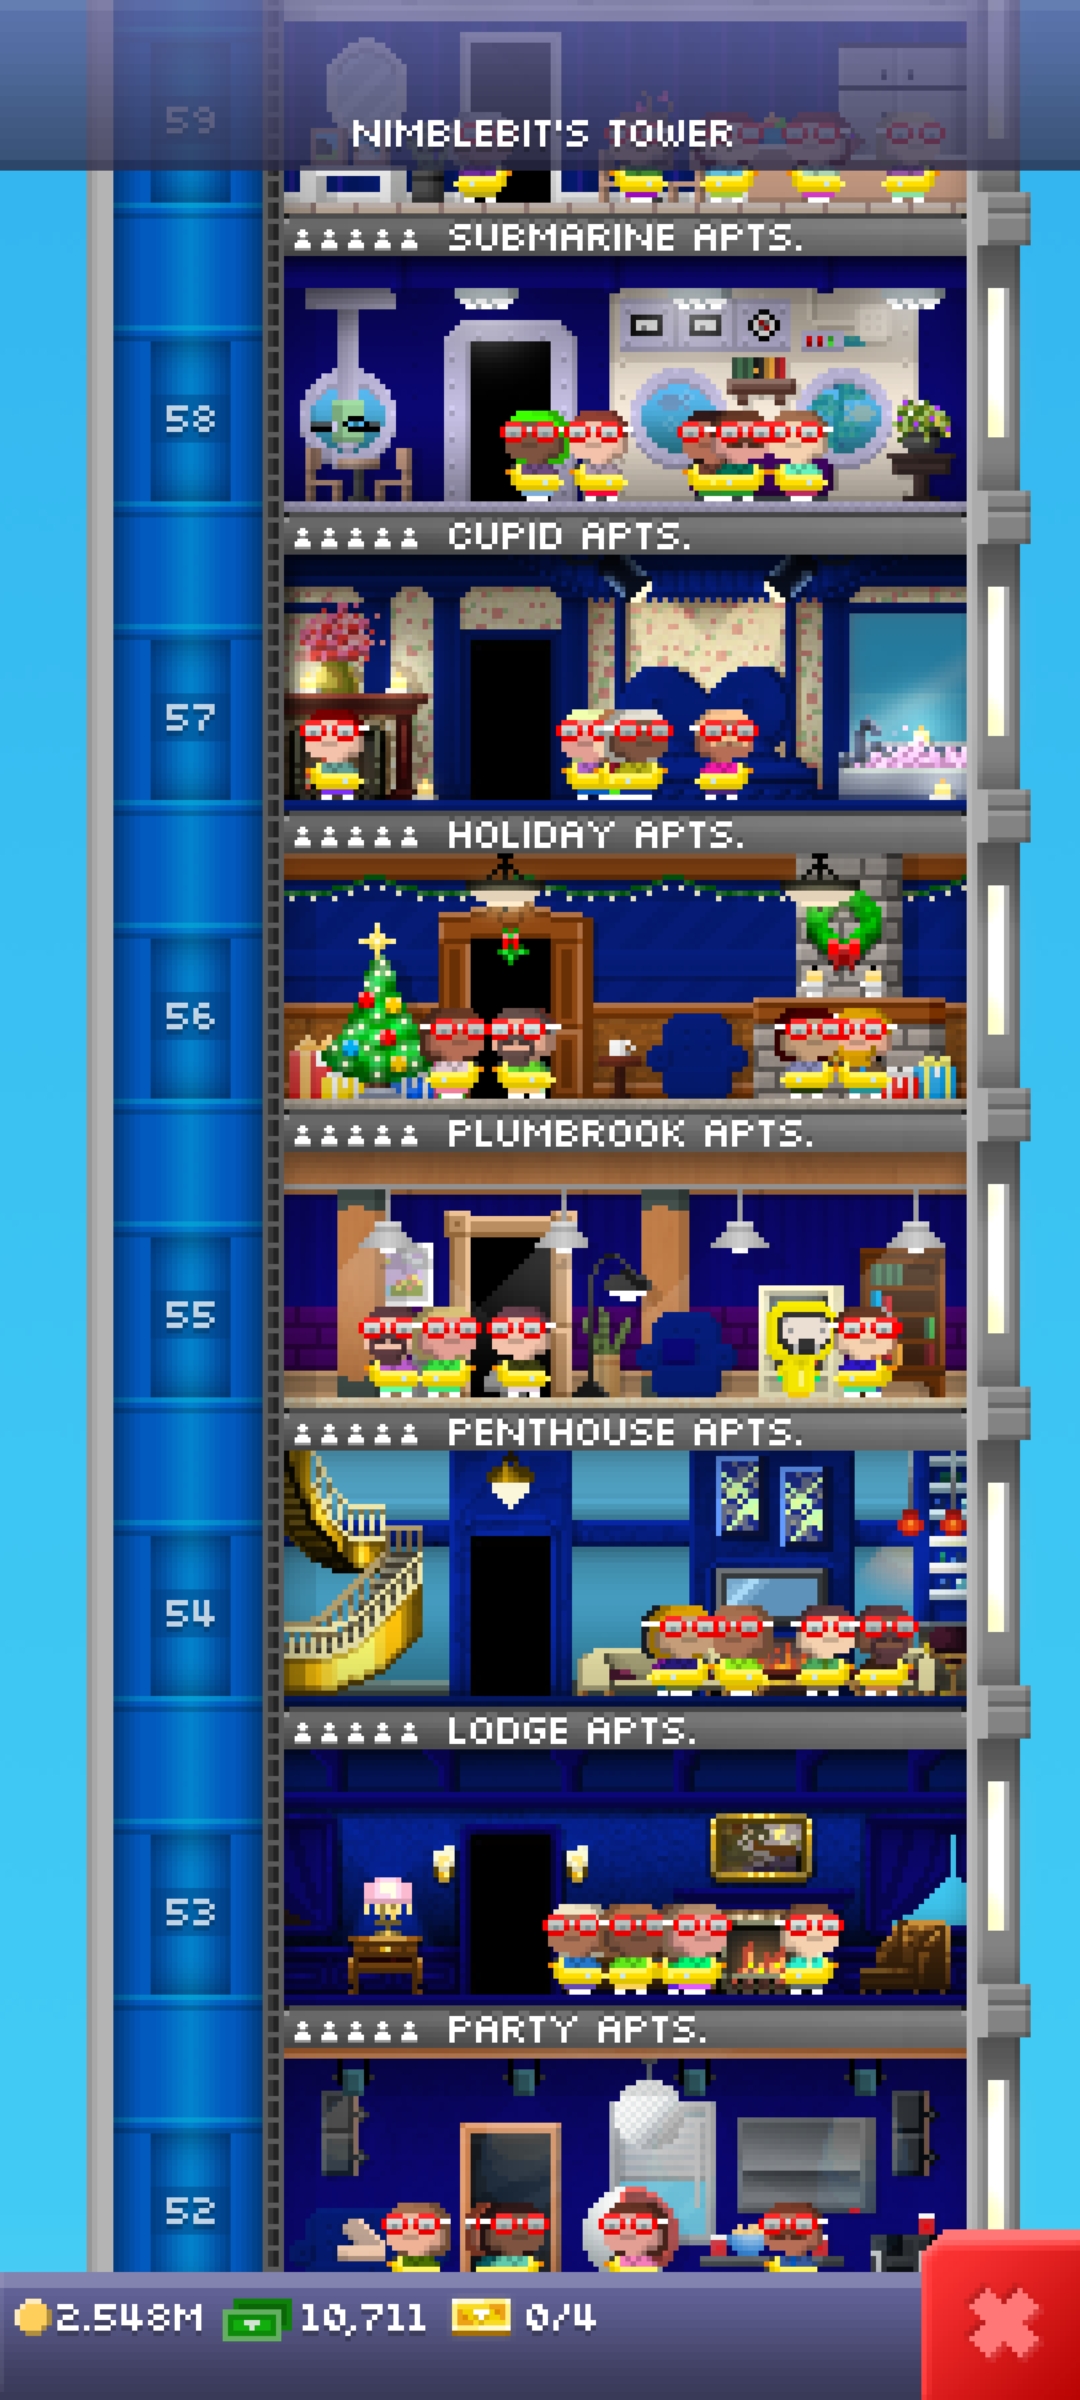 59
NIMBLEBIT'S TOWER
SUBMARINE APTS.
58
CUPID APTS.
57
HOLIDAY APTS.
56
PLUMBROOK APTS.
55
PENTHOUSE APTS.
54
LODGE APTS.
53
PARTY APTS.
52
2.548M 10,711 0/4